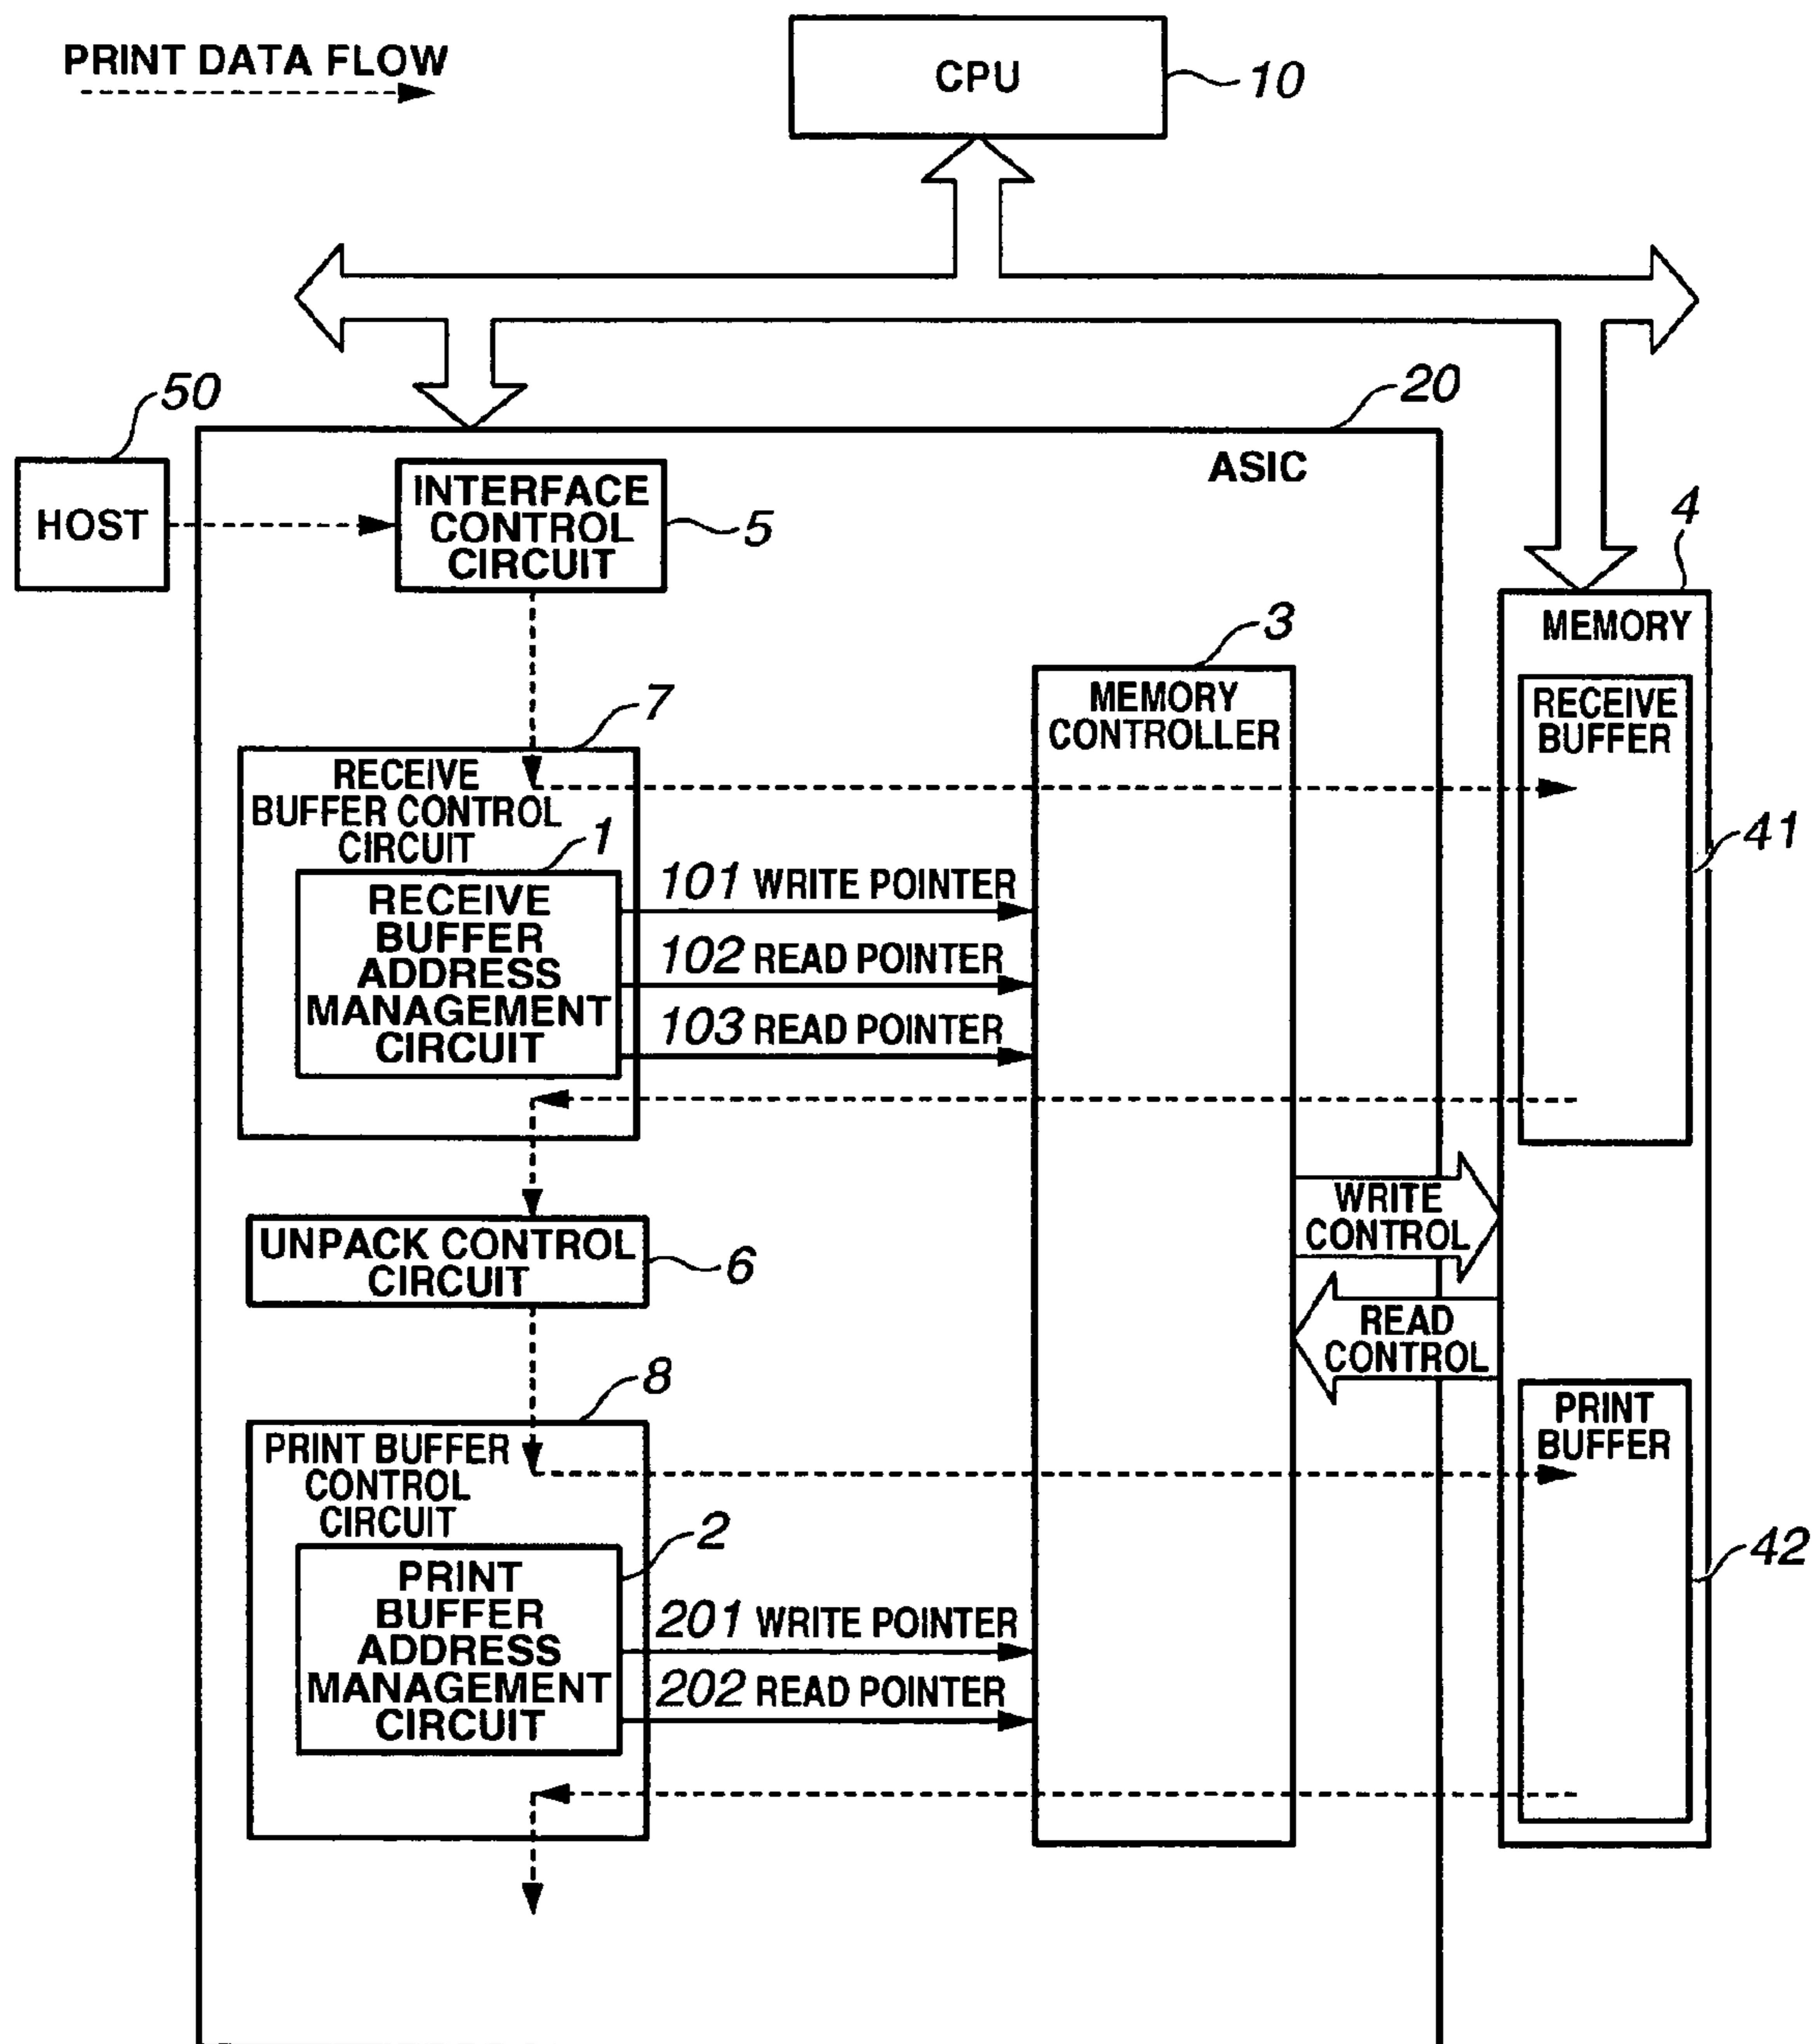 PRINT DATA FLOW
CPU
10
50
20
ASIC
HOST
INTERFACE
CONTROL
CIRCUIT
5
4
MEMORY
3
MEMORY
CONTROLLER
RECEIVE
BUFFER
41
7
RECEIVE
BUFFER CONTROL
CIRCUIT
1
RECEIVE
BUFFER
ADDRESS
MANAGEMENT
CIRCUIT
101 WRITE POINTER
102 READ POINTER
103 READ POINTER
WRITE
CONTROL
READ
CONTROL
UNPACK CONTROL
CIRCUIT
6
8
PRINT BUFFER
CONTROL
CIRCUIT
PRINT
BUFFER
42
2
PRINT
BUFFER
ADDRESS
MANAGEMENT
CIRCUIT
201 WRITE POINTER
202 READ POINTER